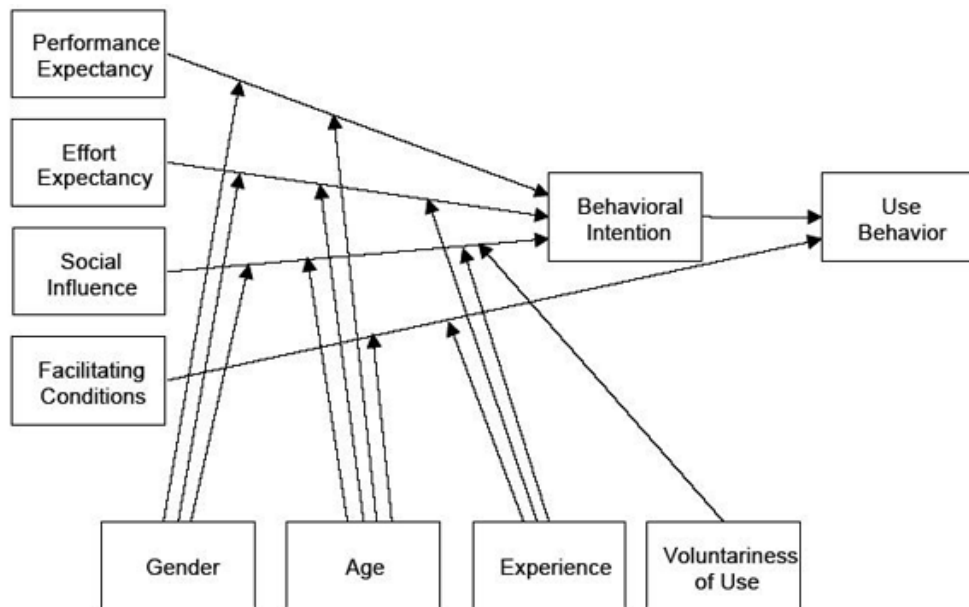 Performance
Expectancy
Effort
Expectancy
Social
Influence
Facilitating
Conditions
Behavioral
Intention
Use
Behavior
Gender
Age
Experience
Voluntariness
of Use